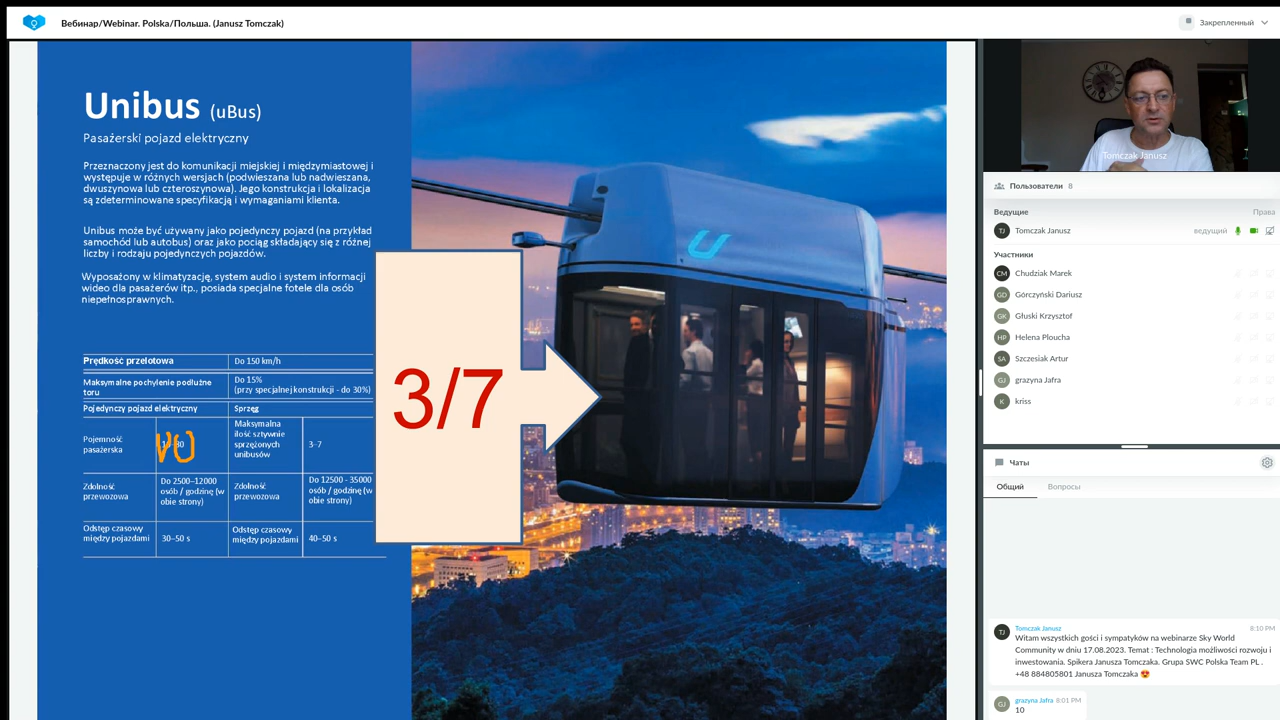 Вебинар/Webinar. Polska/Польша. (Janusz Tomczak)
Закрепленный
Unibus (uBus)
Pasażerski pojazd elektryczny
Przeznaczony jest do komunikacji miejskiej i międzymiastowej i
występuje w różnych wersjach (podwieszana lub nadwieszana,
dwuszynowa lub czteroszynowa). Jego konstrukcja i lokalizacja
są zdeterminowane specyfikacją i wymaganiami klienta.
Unibus może być używany jako pojedynczy pojazd (na przykład
samochód lub autobus) oraz jako pociąg składający się z różnej
liczby i rodzaju pojedynczych pojazdów.
Wyposażony w klimatyzację, system audio i system informacji
wideo dla pasażerów itp., posiada specjalne fotele dla osób
niepełnosprawnych.
Prędkość przelotowa
Do 150 km/h
Maksymalne pochylenie podłużne
toru
Do 15%
(przy specjalnej konstrukcji - do 30%)
Pojedynczy pojazd elektryczny
Sprzęg
Pojemność
pasażerska
Maksymalna
ilość sztywnie
sprzężonych
unibusów
3-7
Zdolność
przewozowa
Do 2500–12000
osób / godzinę (w
obie strony)
Zdolność
przewozowa
Do 12500 - 35000
osób / godzinę (w
obie strony)
Odstęp czasowy
między pojazdami
30–50 s
Odstęp czasowy
między pojazdami
40–50 s
3/7
Tomczak Janusz
Пользователи 8
Ведущие
Права
TJ Tomczak Janusz
ведущий
Участники
CM Chudziak Marek
GD Górczyński Dariusz
GK Głuski Krzysztof
HP Helena Ploucha
SA Szczesiak Artur
GJ grazyna Jafra
K kriss
Чаты
Общий
Вопросы
TJ Tomczak Janusz 8:10 PM
Witam wszystkich gości i sympatyków na webinarze Sky World
Community w dniu 17.08.2023. Temat : Technologia możliwości rozwoju i
inwestowania. Spikera Janusza Tomczaka. Grupa SWC Polska Team PL .
+48 884805801 Janusza Tomczaka 😍
GJ grazyna Jafra 8:01 PM
10